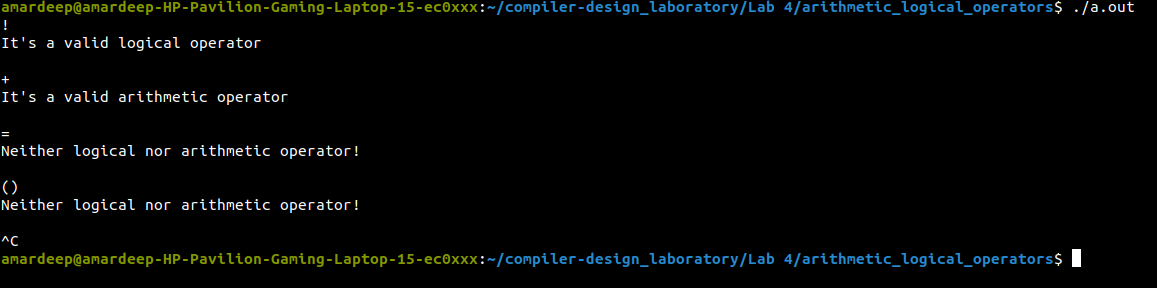 amardeep@amardeep-HP-Pavilion-Gaming-Laptop-15-ec0xxx:~/compiler-design_laboratory/Lab 4/arithmetic_logical_operators$ ./a.out
!
It's a valid logical operator
+
It's a valid arithmetic operator
=
Neither logical nor arithmetic operator!
()
Neither logical nor arithmetic operator!
^C
amardeep@amardeep-HP-Pavilion-Gaming-Laptop-15-ec0xxx:~/compiler-design_laboratory/Lab 4/arithmetic_logical_operators$